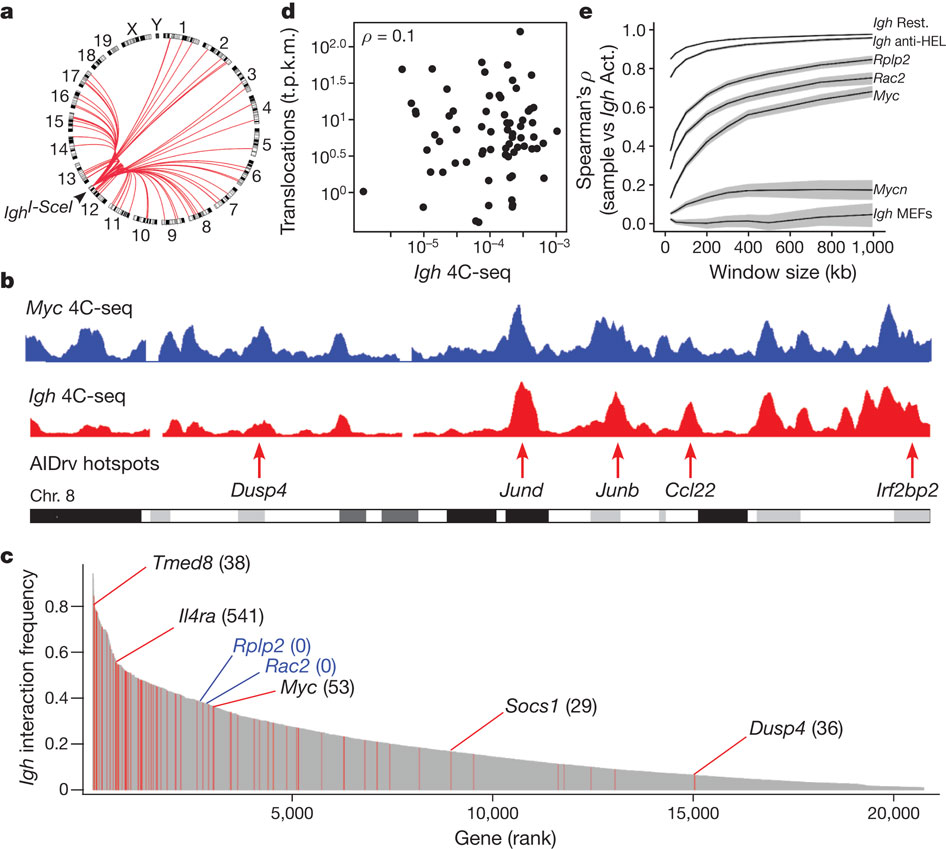 a
X Y 1
2
3
4
5
6
7
8
9
10
11
12
13
14
15
16
17
18
19
IghI-SceI
d
ρ = 0.1
Translocations (t.p.k.m.)
10^2.0
10^1.5
10^1
10^0.5
10^0
10^–5 10^–4 10^–3
Igh 4C-seq
e
Spearman's ρ
(sample vs Igh Act.)
1.0
0.8
0.6
0.4
0.2
0.0
0 200 400 600 800 1,000
Window size (kb)
Igh Rest.
Igh anti-HEL
Rplp2
Rac2
Myc
Mycn
Igh MEFs
b
Myc 4C-seq
Igh 4C-seq
AIDrv hotspots
Dusp4 Jund Junb Ccl22 Irf2bp2
Chr. 8
c
Igh interaction frequency
0.8
0.6
0.4
0.2
0
Tmed8 (38)
Il4ra (541)
Rplp2 (0)
Rac2 (0)
Myc (53)
Socs1 (29)
Dusp4 (36)
5,000 10,000 15,000 20,000
Gene (rank)